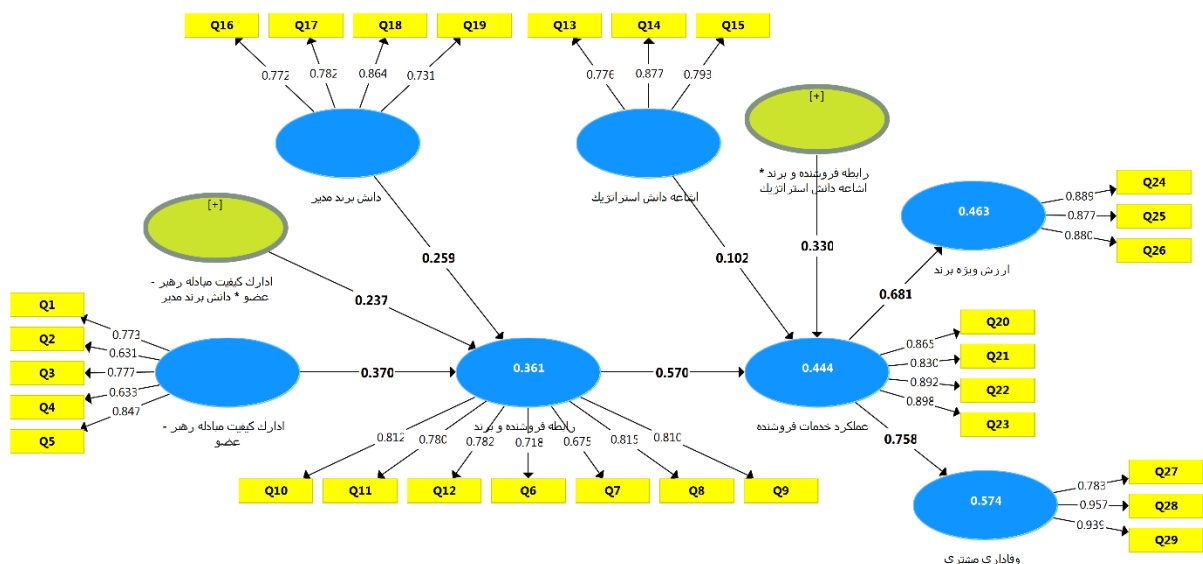 Q16
Q17
Q18
Q19
Q13
Q14
Q15
0.772
0.782
0.864
0.731
0.776
0.877
0.793
[+]
دانش برند مدیر
اشاعه دانش استراتژیك
رابطه فروشنده و برند *
اشاعه دانش استراتژیك
[+]
ادارك كیفیت مبادله رهبر -
عضو * دانش برند مدیر
0.259
0.237
0.102
0.330
0.463
ارزش ویژه برند
Q24
Q25
Q26
0.889
0.877
0.880
0.681
Q1
Q2
Q3
Q4
Q5
0.773
0.631
0.777
0.633
0.847
ادارك كیفیت مبادله رهبر -
عضو
0.370
0.361
رابطه فروشنده و برند
0.570
0.444
عملكرد خدمات فروشنده
Q20
Q21
Q22
Q23
0.865
0.830
0.892
0.898
0.758
0.812
0.780
0.782
0.718
0.675
0.815
0.810
Q10
Q11
Q12
Q6
Q7
Q8
Q9
0.574
وفاداری مشتری
0.783
0.957
0.939
Q27
Q28
Q29